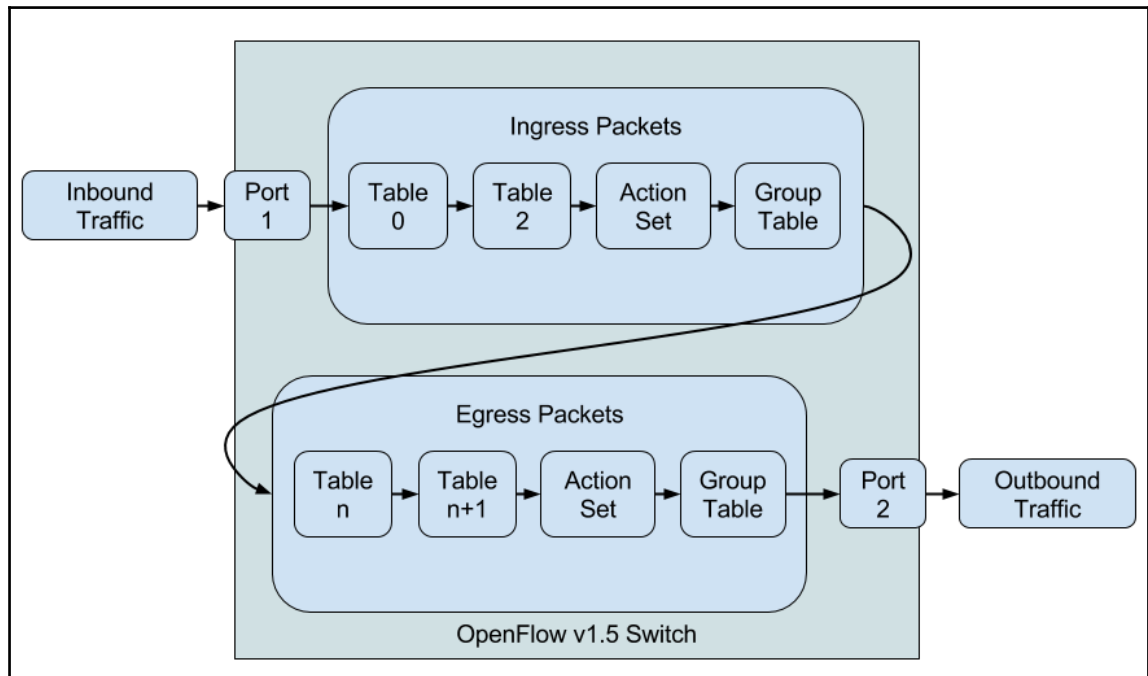 Ingress Packets
Inbound
Traffic
Port
1
Table
0
Table
2
Action
Set
Group
Table
Egress Packets
Table
n
Table
n+1
Action
Set
Group
Table
Port
2
Outbound
Traffic
OpenFlow v1.5 Switch